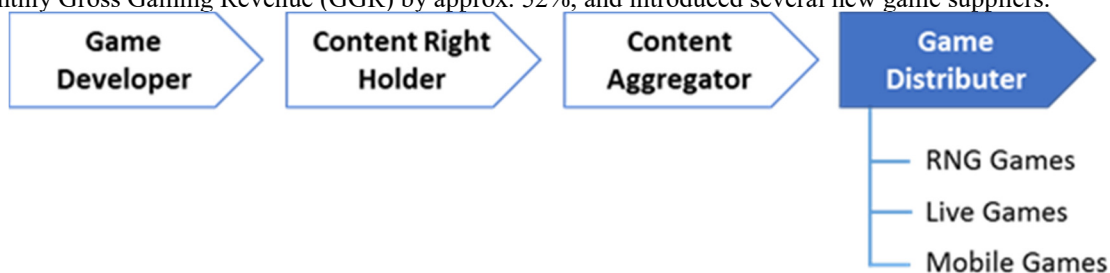 Gross Gaming Revenue (GGR) by approx. 52%, and introduced several new game suppliers.
Game
Developer
Content Right
Holder
Content
Aggregator
Game
Distributer
RNG Games
Live Games
Mobile Games